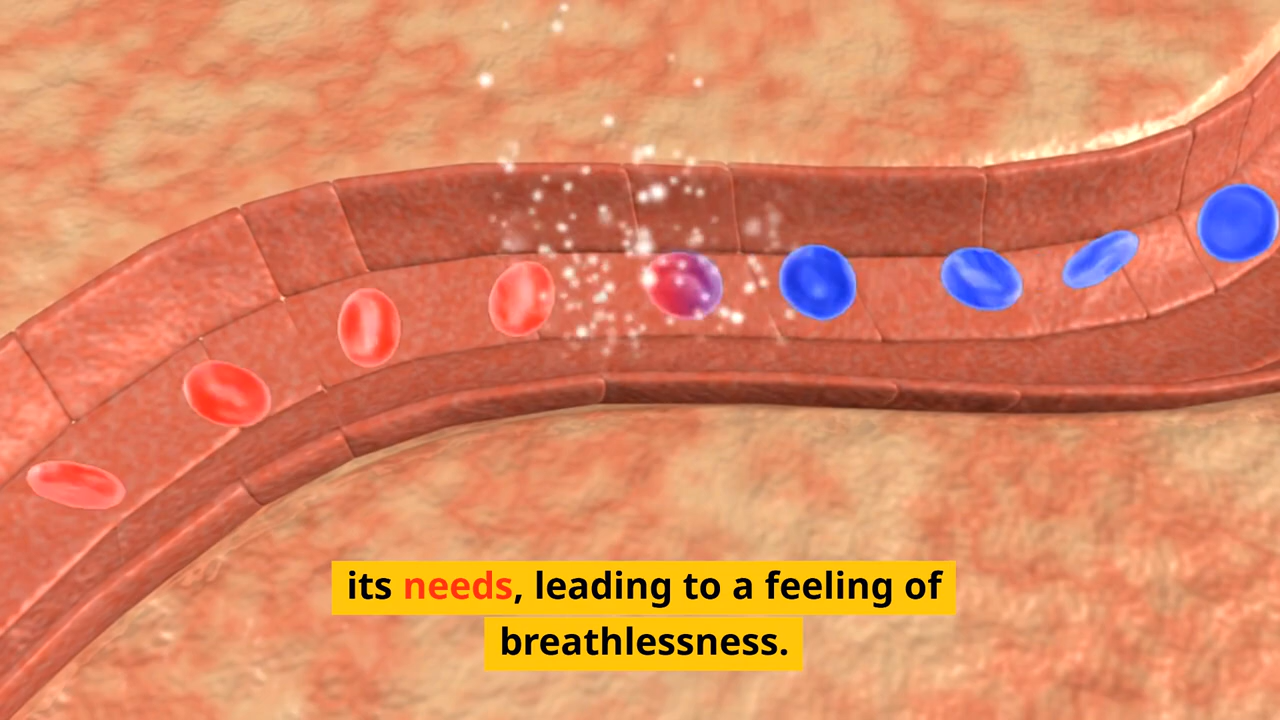 its needs, leading to a feeling of
breathlessness.